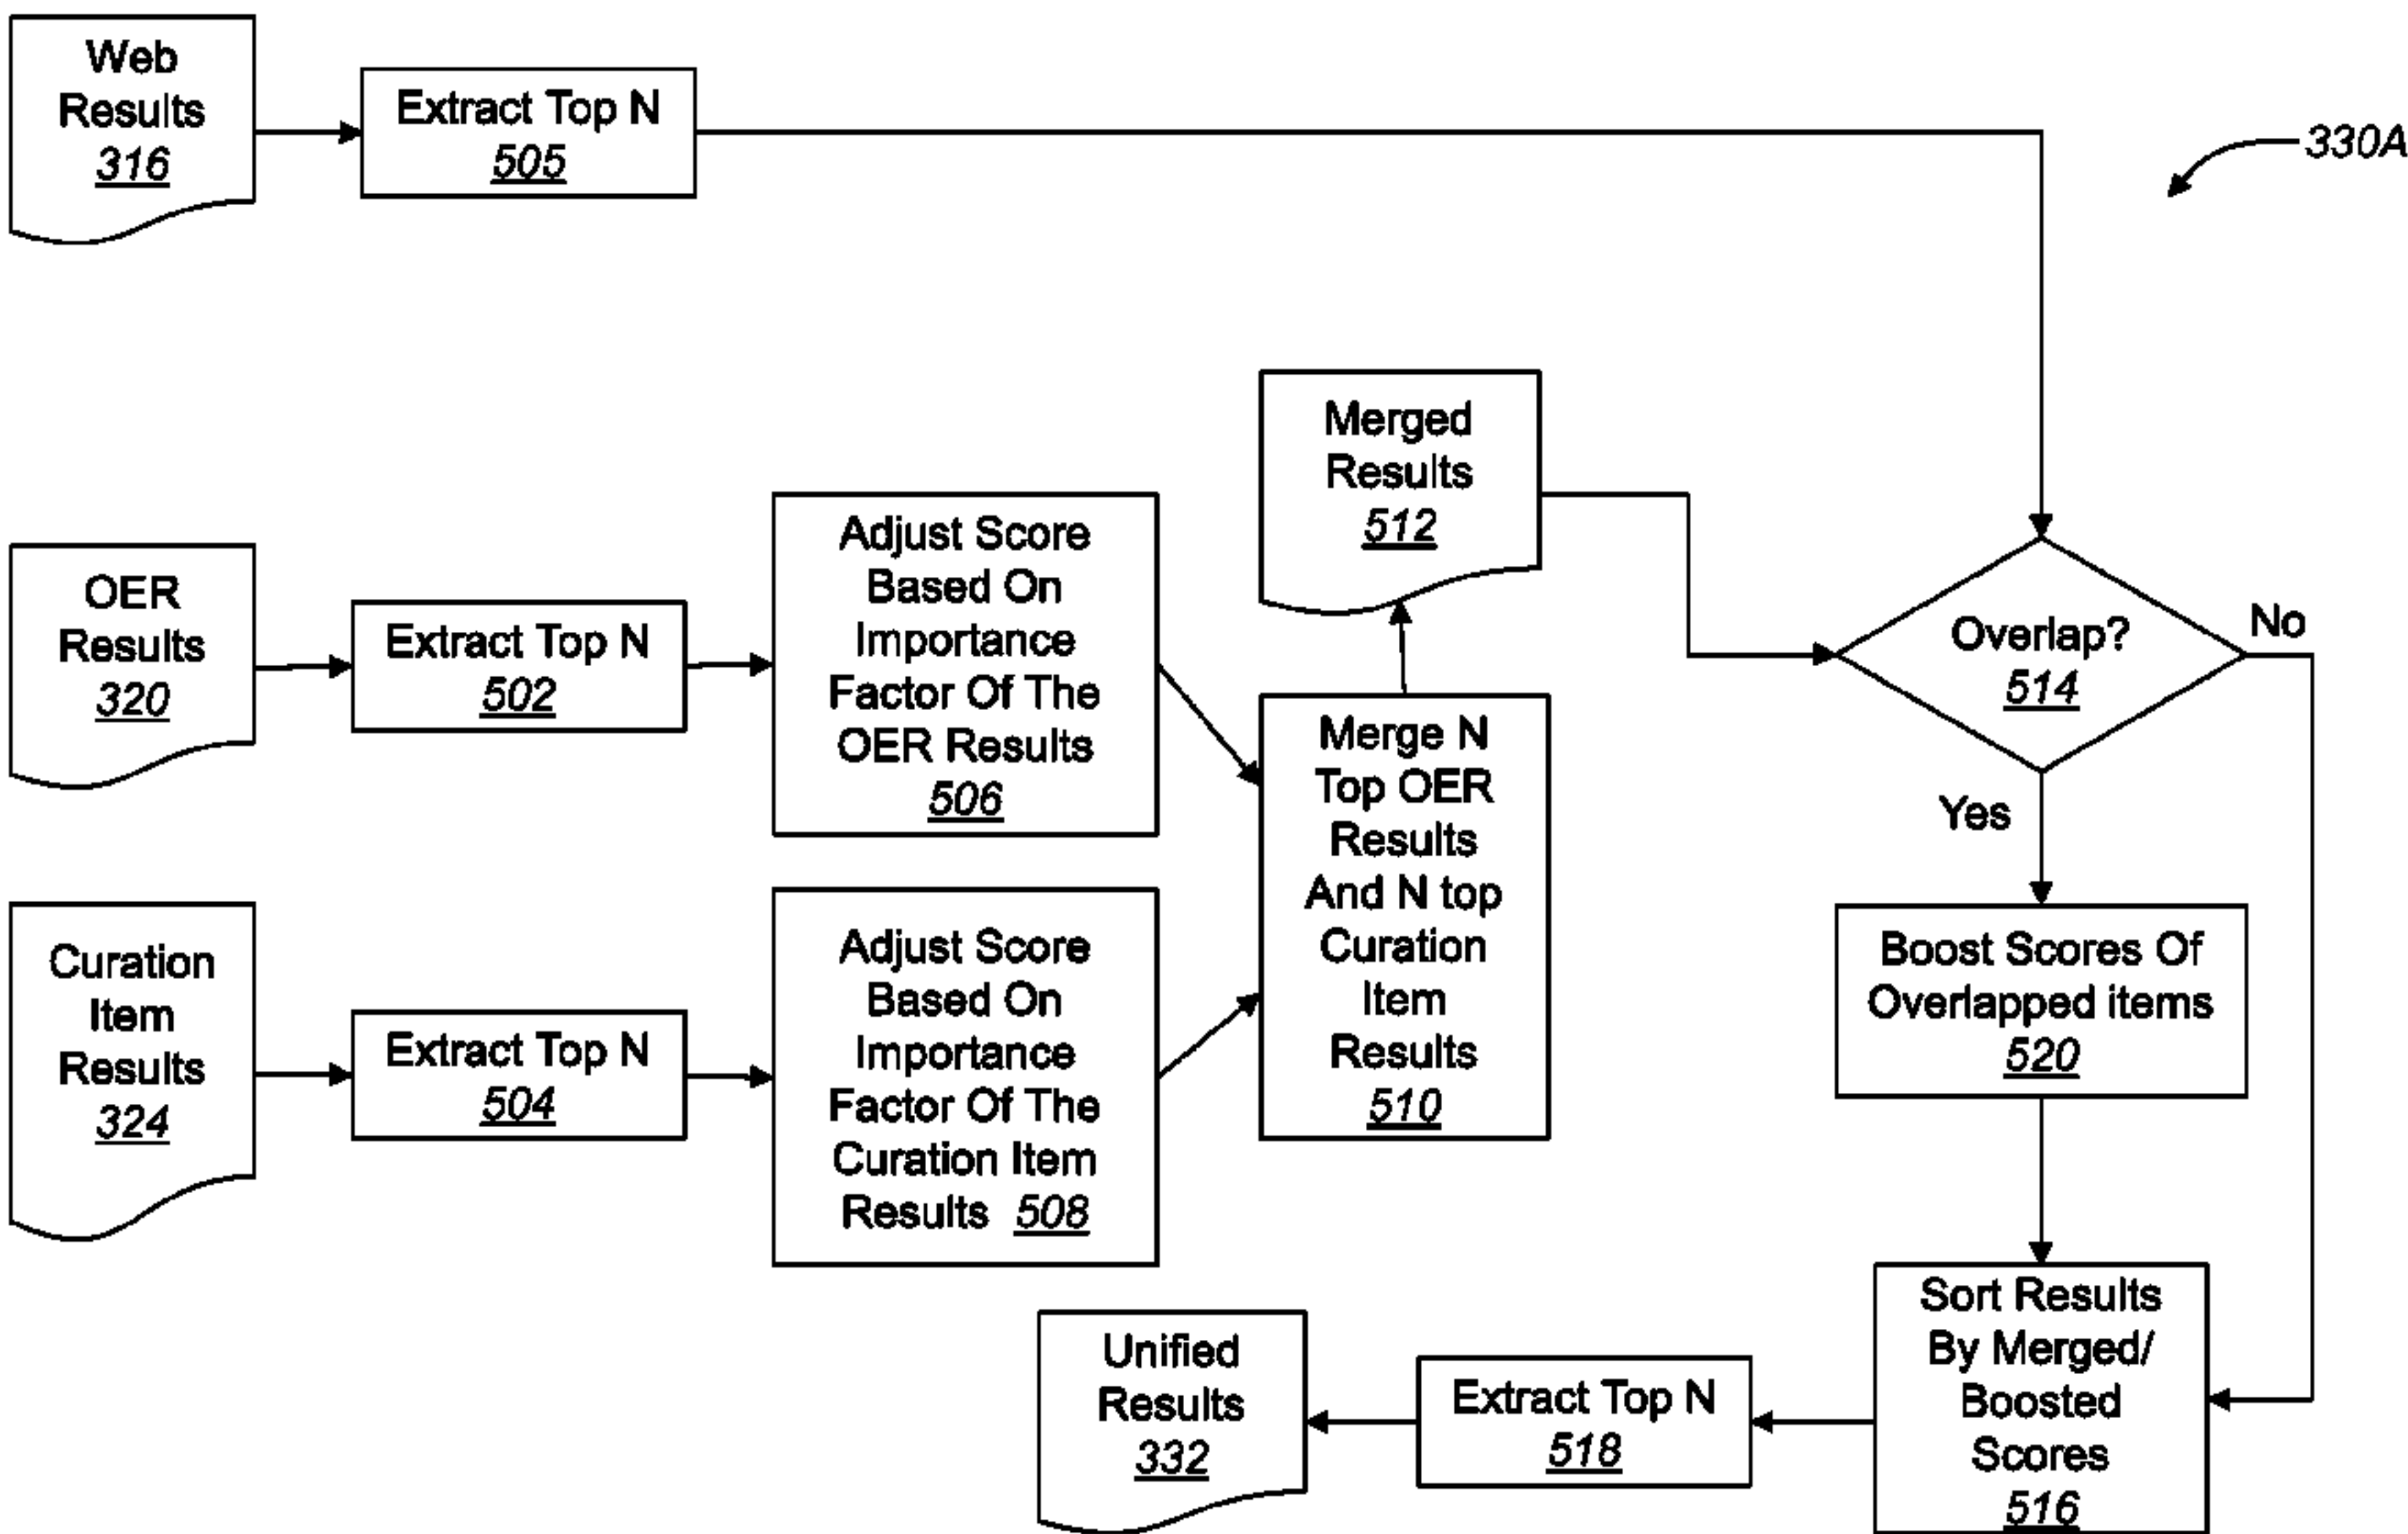 Web
Results
316
Extract Top N
505
330A
OER
Results
320
Extract Top N
502
Adjust Score
Based On
Importance
Factor Of The
OER Results
506
Merged
Results
512
Overlap?
514
No
Yes
Curation
Item
Results
324
Extract Top N
504
Adjust Score
Based On
Importance
Factor Of The
Curation Item
Results 508
Merge N
Top OER
Results
And N top
Curation
Item
Results
510
Boost Scores Of
Overlapped items
520
Sort Results
By Merged/
Boosted
Scores
516
Extract Top N
518
Unified
Results
332